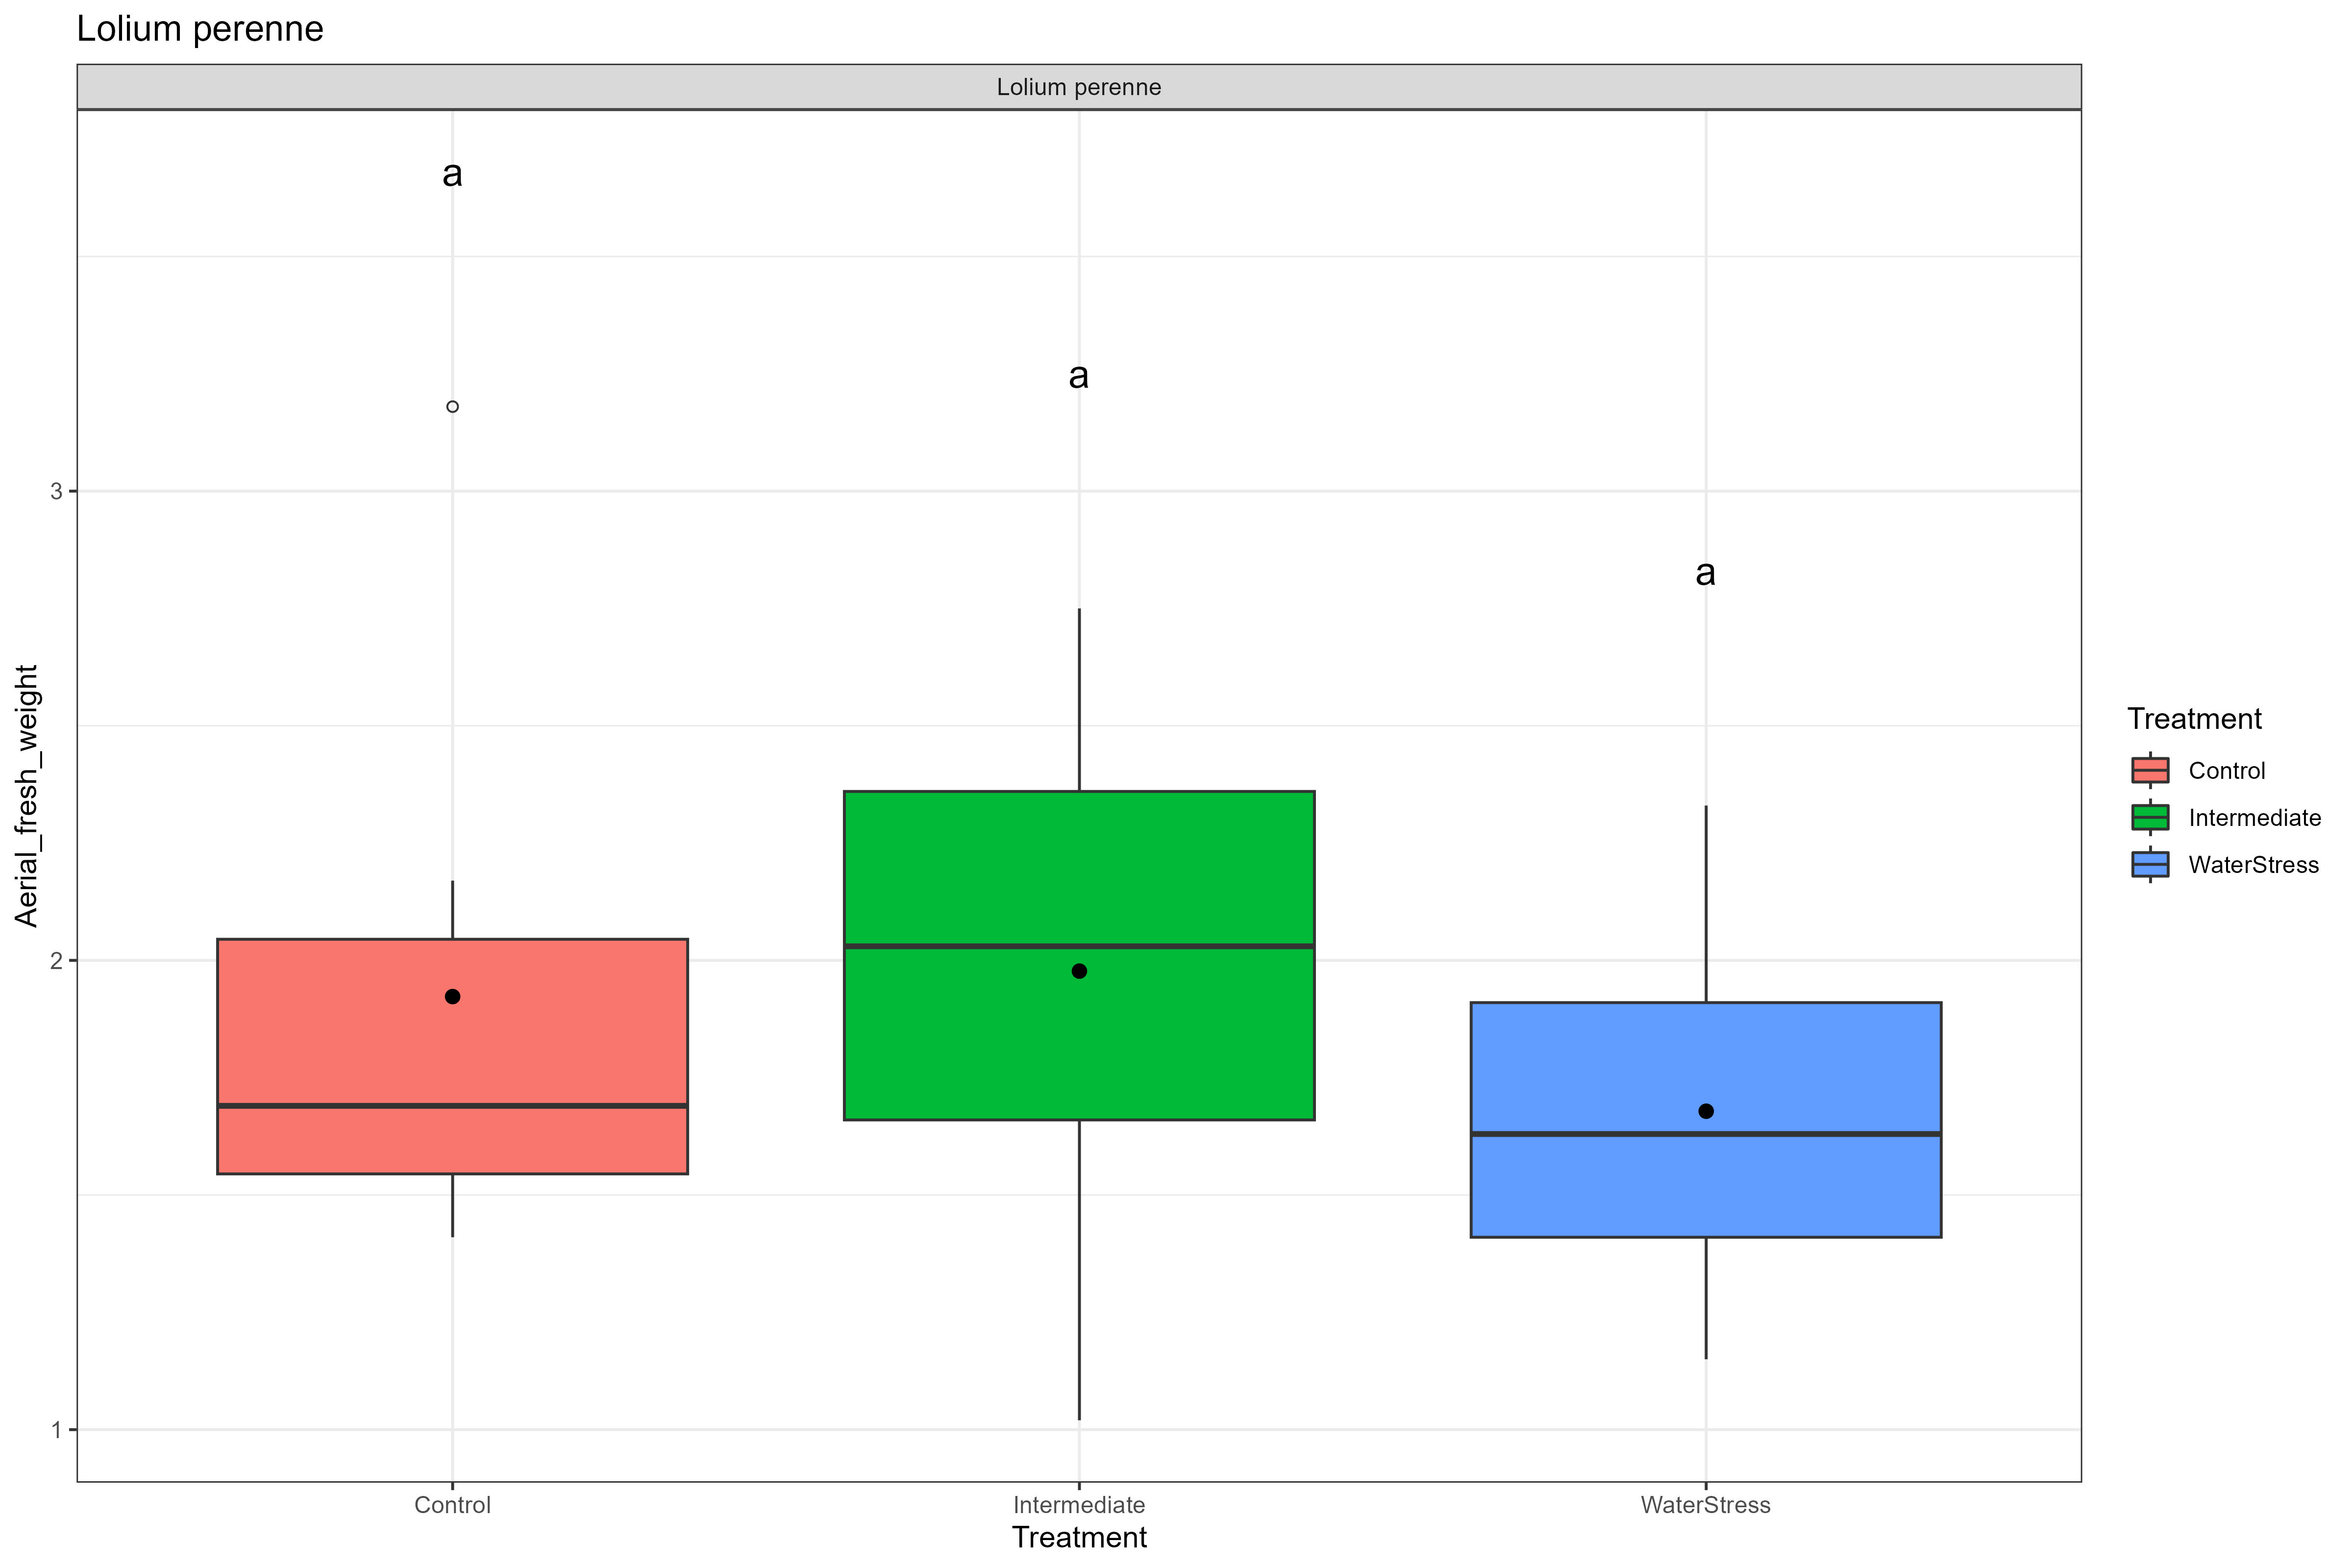 Lolium perenne
Lolium perenne
a
a
a
3
2
1
Aerial_fresh_weight
Control
Intermediate
WaterStress
Treatment
Treatment
Control
Intermediate
WaterStress